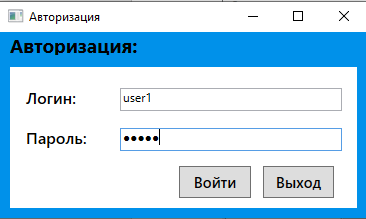 Авторизация
Авторизация:
Логин: user1
Пароль: •••••
Войти Выход